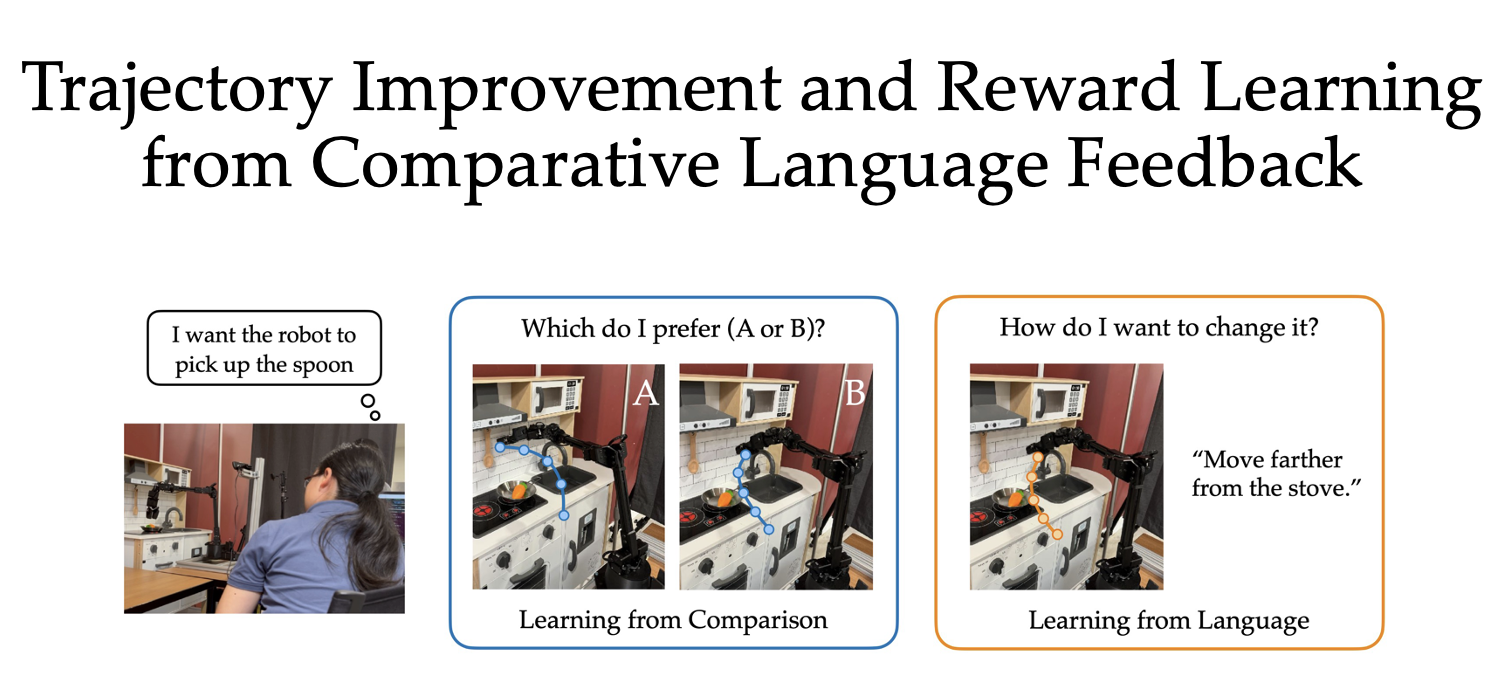 Trajectory Improvement and Reward Learning
from Comparative Language Feedback
I want the robot to
pick up the spoon
Which do I prefer (A or B)?
A
B
Learning from Comparison
How do I want to change it?
“Move farther
from the stove.”
Learning from Language